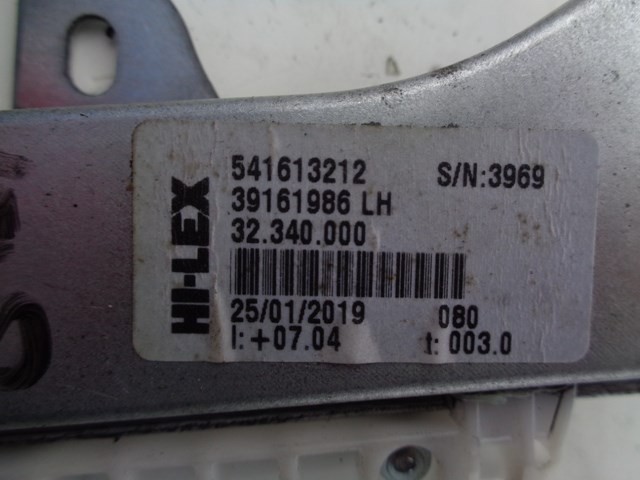 HI-LEX
541613212 S/N:3969
39161986 LH
32.340.000
25/01/2019 080
I:+07.04 t: 003.0